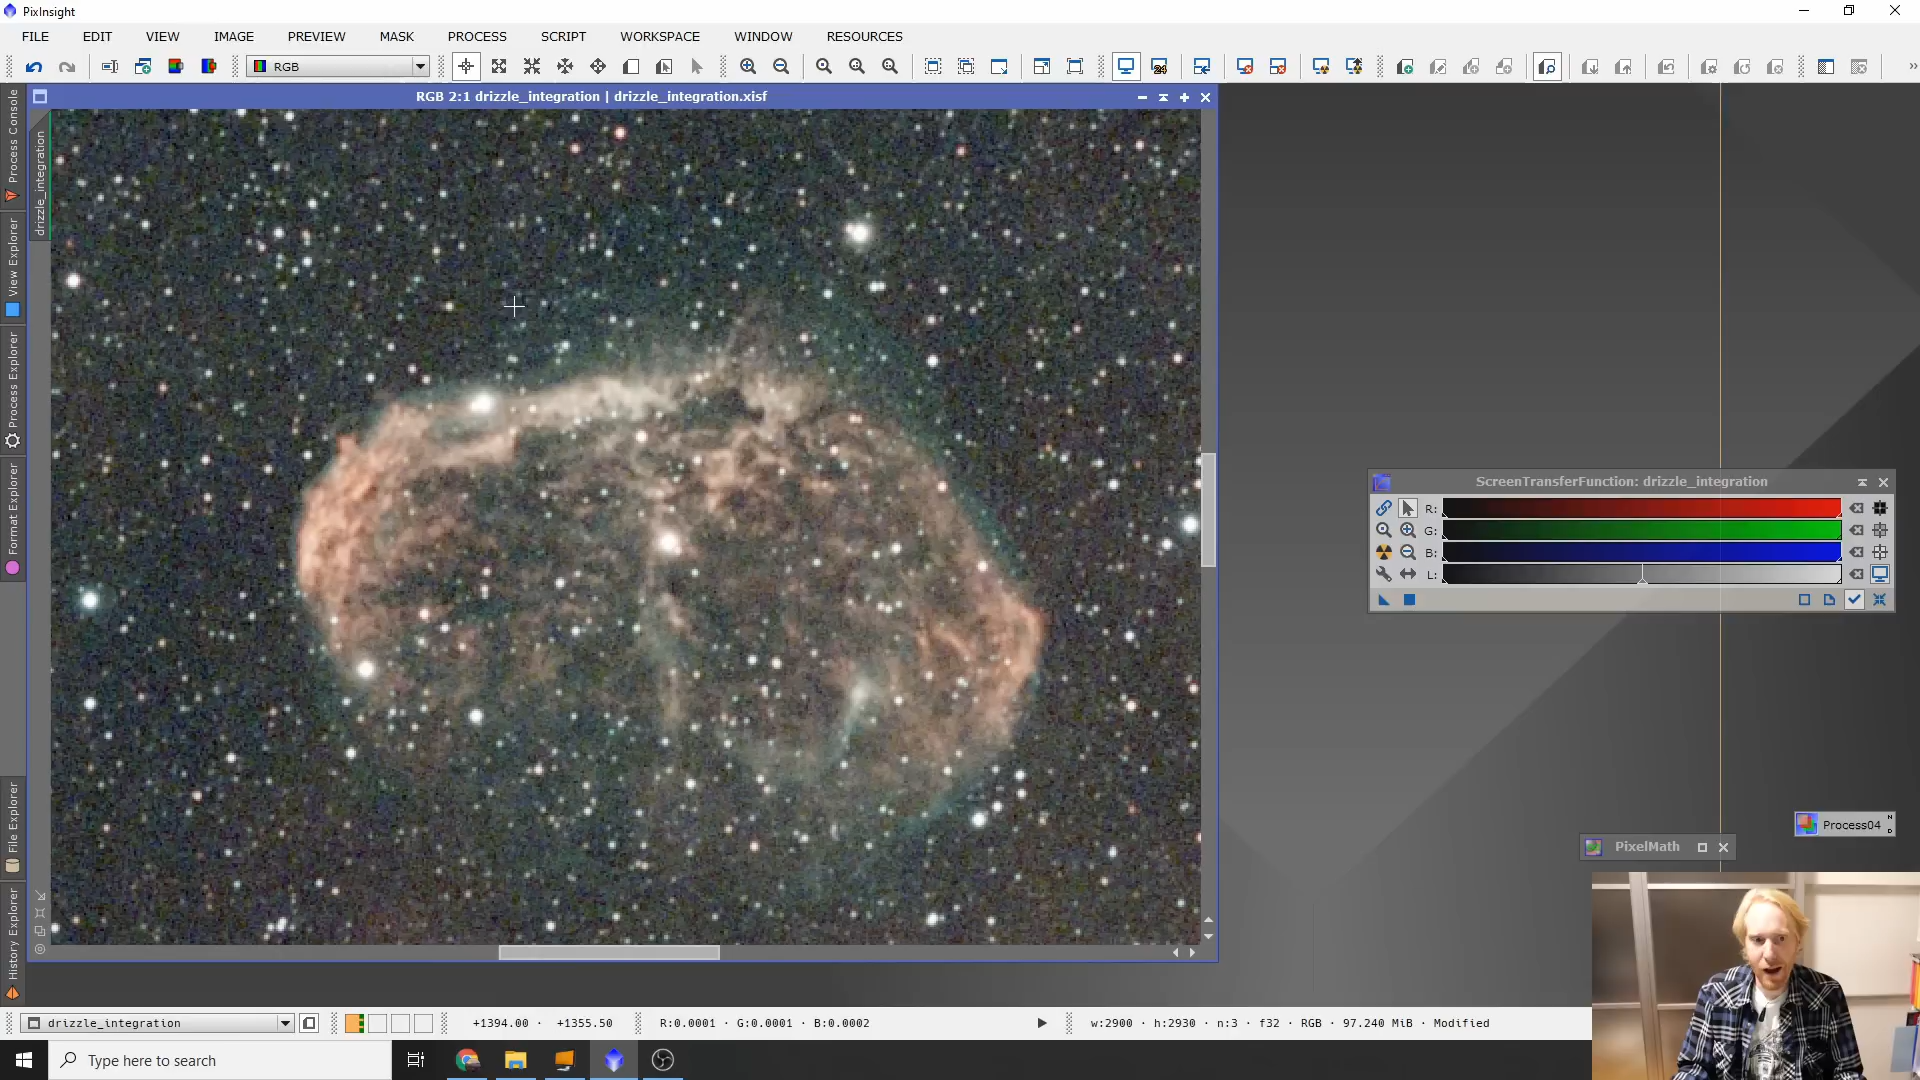 PixInsight
FILE EDIT VIEW IMAGE PREVIEW MASK PROCESS SCRIPT WORKSPACE WINDOW RESOURCES
RGB
24
RGB 2:1 drizzle_integration | drizzle_integration.xisf
drizzle_integration
Process Console
View Explorer
Process Explorer
Format Explorer
File Explorer
History Explorer
ScreenTransferFunction: drizzle_integration
R:
G:
B:
L:
Process04
PixelMath
drizzle_integration
+1394.00 · +1355.50
R:0.0001 · G:0.0001 · B:0.0002
w:2900 · h:2930 · n:3 · f32 · RGB · 97.240 MiB · Modified
Type here to search